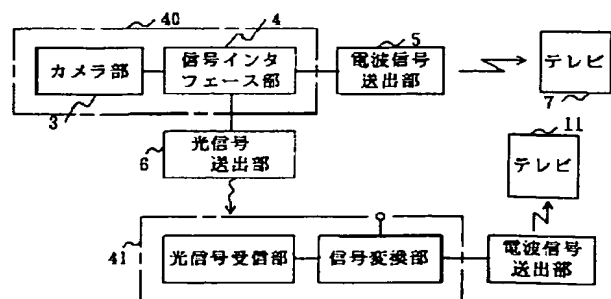 40
4
5
カメラ部
信号インタ
フェース部
電波信号
送出部
テレビ
3
7
6
光信号
送出部
11
テレビ
41
光信号受信部
信号変換部
電波信号
送出部